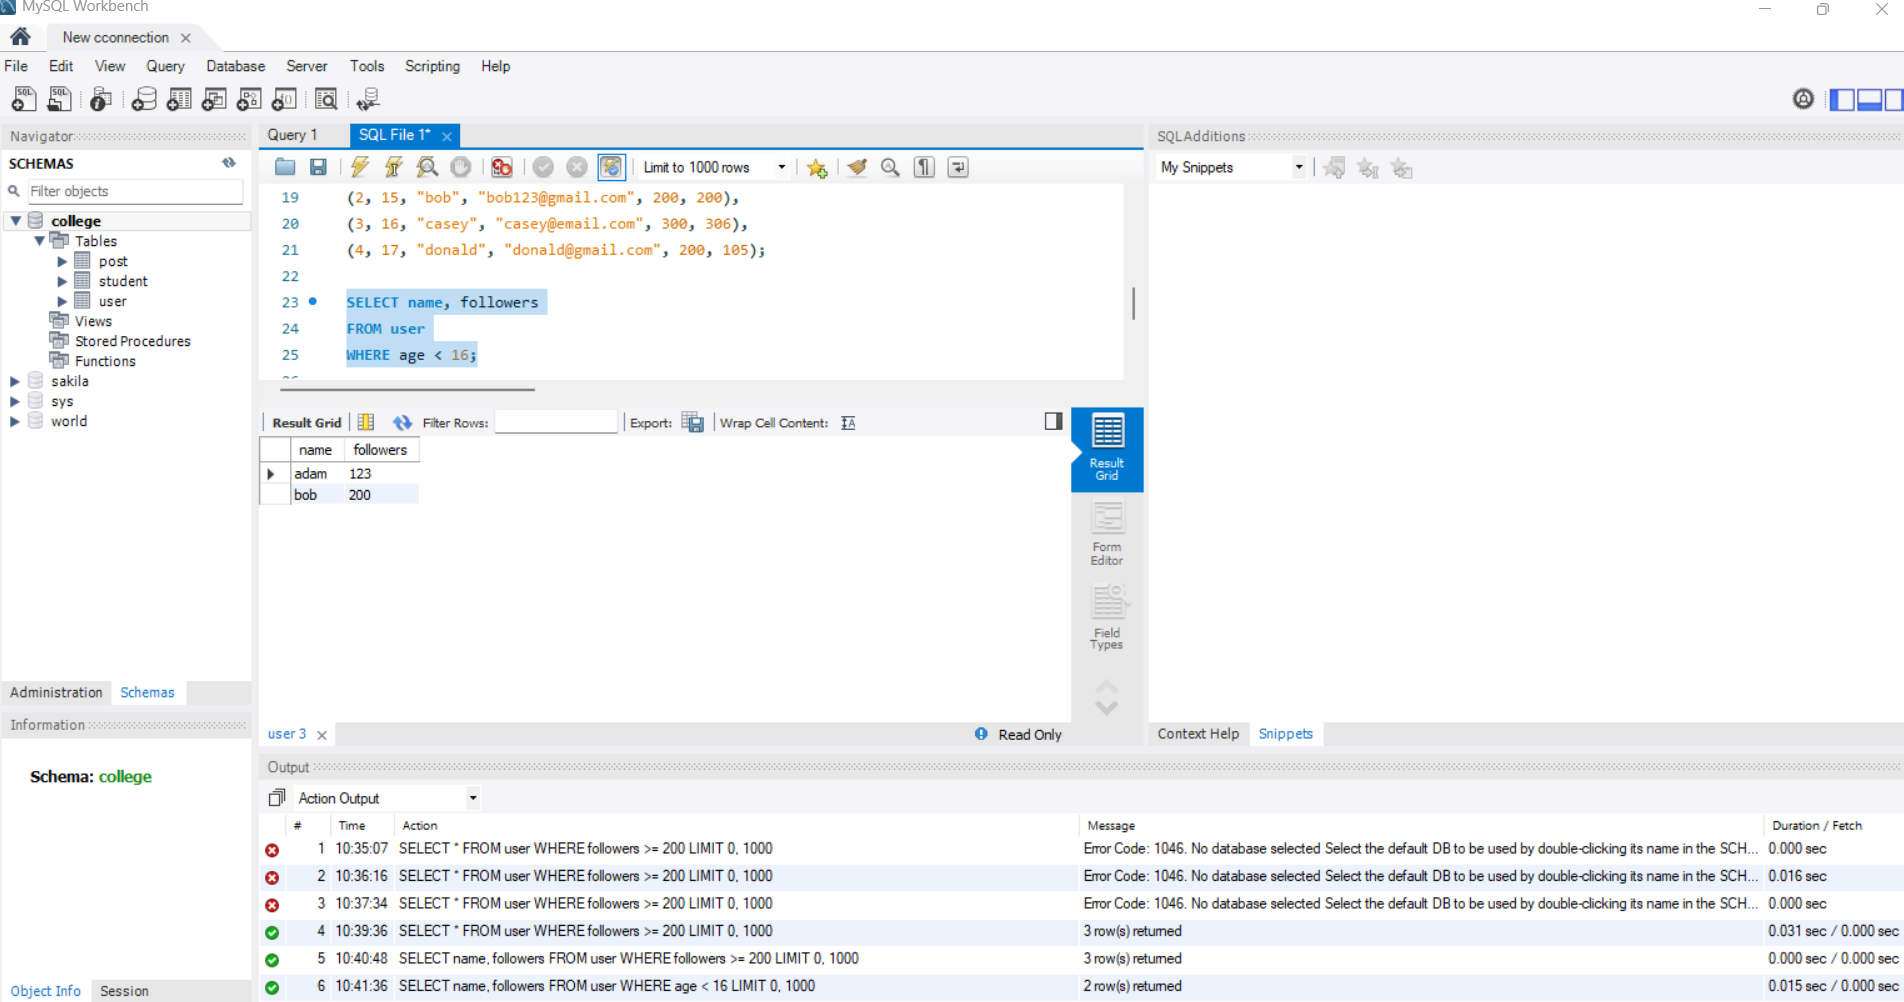 MySQL Workbench
New cconnection
File Edit View Query Database Server Tools Scripting Help
Navigator
SCHEMAS
Filter objects
college
Tables
post
student
user
Views
Stored Procedures
Functions
sakila
sys
world
Administration Schemas
Information
Schema: college
Object Info Session
Query 1 SQL File 1*
Limit to 1000 rows
19 (2, 15, "bob", "bob123@gmail.com", 200, 200),
20 (3, 16, "casey", "casey@email.com", 300, 306),
21 (4, 17, "donald", "donald@gmail.com", 200, 105);
22
23 SELECT name, followers
24 FROM user
25 WHERE age < 16;
Result Grid Filter Rows: Export: Wrap Cell Content:
name followers
adam 123
bob 200
Result
Grid
Form
Editor
Field
Types
user 3 Read Only
SQLAdditions
My Snippets
Context Help Snippets
Output
Action Output
# Time Action Message Duration / Fetch
1 10:35:07 SELECT * FROM user WHERE followers >= 200 LIMIT 0, 1000 Error Code: 1046. No database selected Select the default DB to be used by double-clicking its name in the SCH... 0.000 sec
2 10:36:16 SELECT * FROM user WHERE followers >= 200 LIMIT 0, 1000 Error Code: 1046. No database selected Select the default DB to be used by double-clicking its name in the SCH... 0.016 sec
3 10:37:34 SELECT * FROM user WHERE followers >= 200 LIMIT 0, 1000 Error Code: 1046. No database selected Select the default DB to be used by double-clicking its name in the SCH... 0.000 sec
4 10:39:36 SELECT * FROM user WHERE followers >= 200 LIMIT 0, 1000 3 row(s) returned 0.031 sec / 0.000 sec
5 10:40:48 SELECT name, followers FROM user WHERE followers >= 200 LIMIT 0, 1000 3 row(s) returned 0.000 sec / 0.000 sec
6 10:41:36 SELECT name, followers FROM user WHERE age < 16 LIMIT 0, 1000 2 row(s) returned 0.015 sec / 0.000 sec